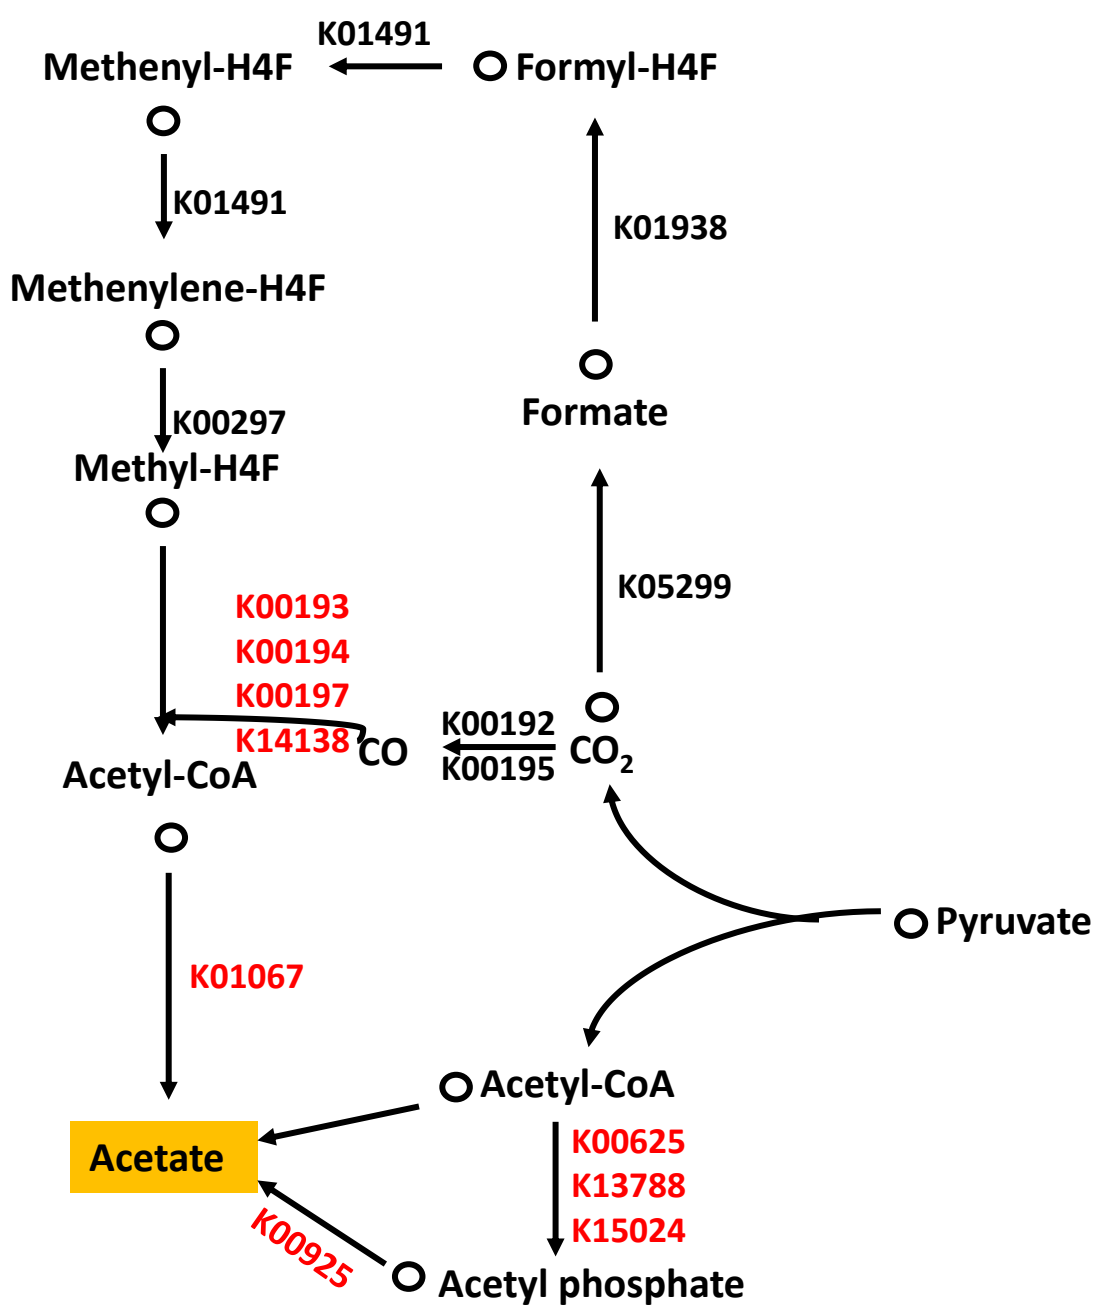 K01491
Methenyl-H4F
Formyl-H4F
K01491
K01938
Methenylene-H4F
K00297
Formate
Methyl-H4F
K05299
K00193
K00194
K00197
K14138
CO
K00192
K00195
CO₂
Acetyl-CoA
Pyruvate
K01067
Acetyl-CoA
K00625
K13788
K15024
Acetate
K00925
Acetyl phosphate